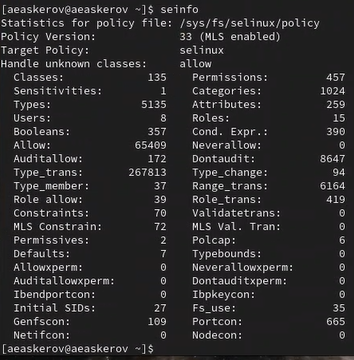 [aeaskerov@aeaskerov ~]$ seinfo
Statistics for policy file: /sys/fs/selinux/policy
Policy Version:             33 (MLS enabled)
Target Policy:              selinux
Handle unknown classes:     allow
  Classes:             135    Permissions:         457
  Sensitivities:         1    Categories:         1024
  Types:              5135    Attributes:          259
  Users:                 8    Roles:                15
  Booleans:            357    Cond. Expr.:         390
  Allow:             65409    Neverallow:            0
  Auditallow:          172    Dontaudit:          8647
  Type_trans:       267813    Type_change:          94
  Type_member:          37    Range_trans:        6164
  Role allow:           39    Role_trans:          419
  Constraints:          70    Validatetrans:         0
  MLS Constrain:        72    MLS Val. Tran:         0
  Permissives:           2    Polcap:                6
  Defaults:              7    Typebounds:            0
  Allowxperm:            0    Neverallowxperm:       0
  Auditallowxperm:       0    Dontauditxperm:        0
  Ibendportcon:          0    Ibpkeycon:             0
  Initial SIDs:         27    Fs_use:               35
  Genfscon:            109    Portcon:             665
  Netifcon:              0    Nodecon:               0
[aeaskerov@aeaskerov ~]$